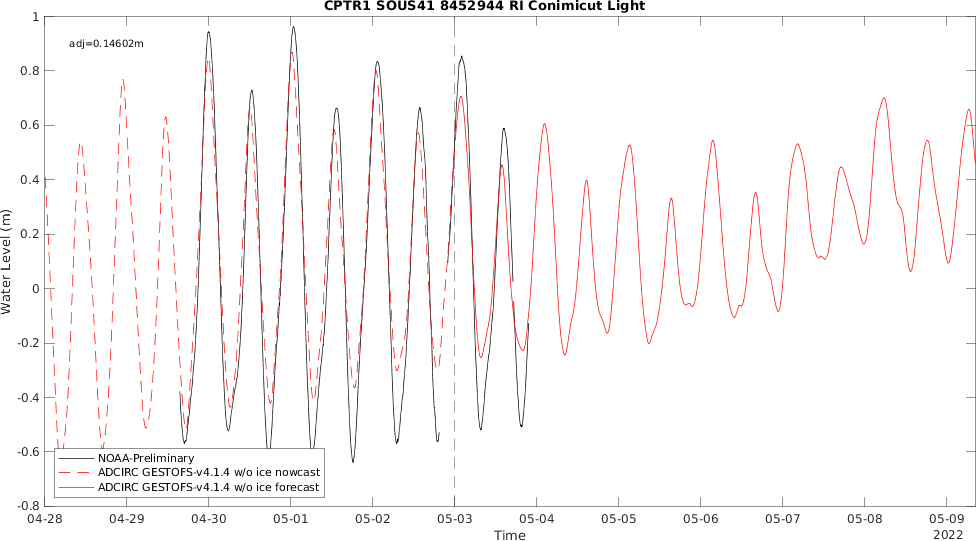 CPTR1 SOUS41 8452944 RI Conimicut Light
adj=0.14602m
1
0.8
0.6
0.4
0.2
0
-0.2
-0.4
-0.6
-0.8
Water Level (m)
NOAA-Preliminary
ADCIRC GESTOFS-v4.1.4 w/o ice nowcast
ADCIRC GESTOFS-v4.1.4 w/o ice forecast
04-28 04-29 04-30 05-01 05-02 05-03 05-04 05-05 05-06 05-07 05-08 05-09
2022
Time